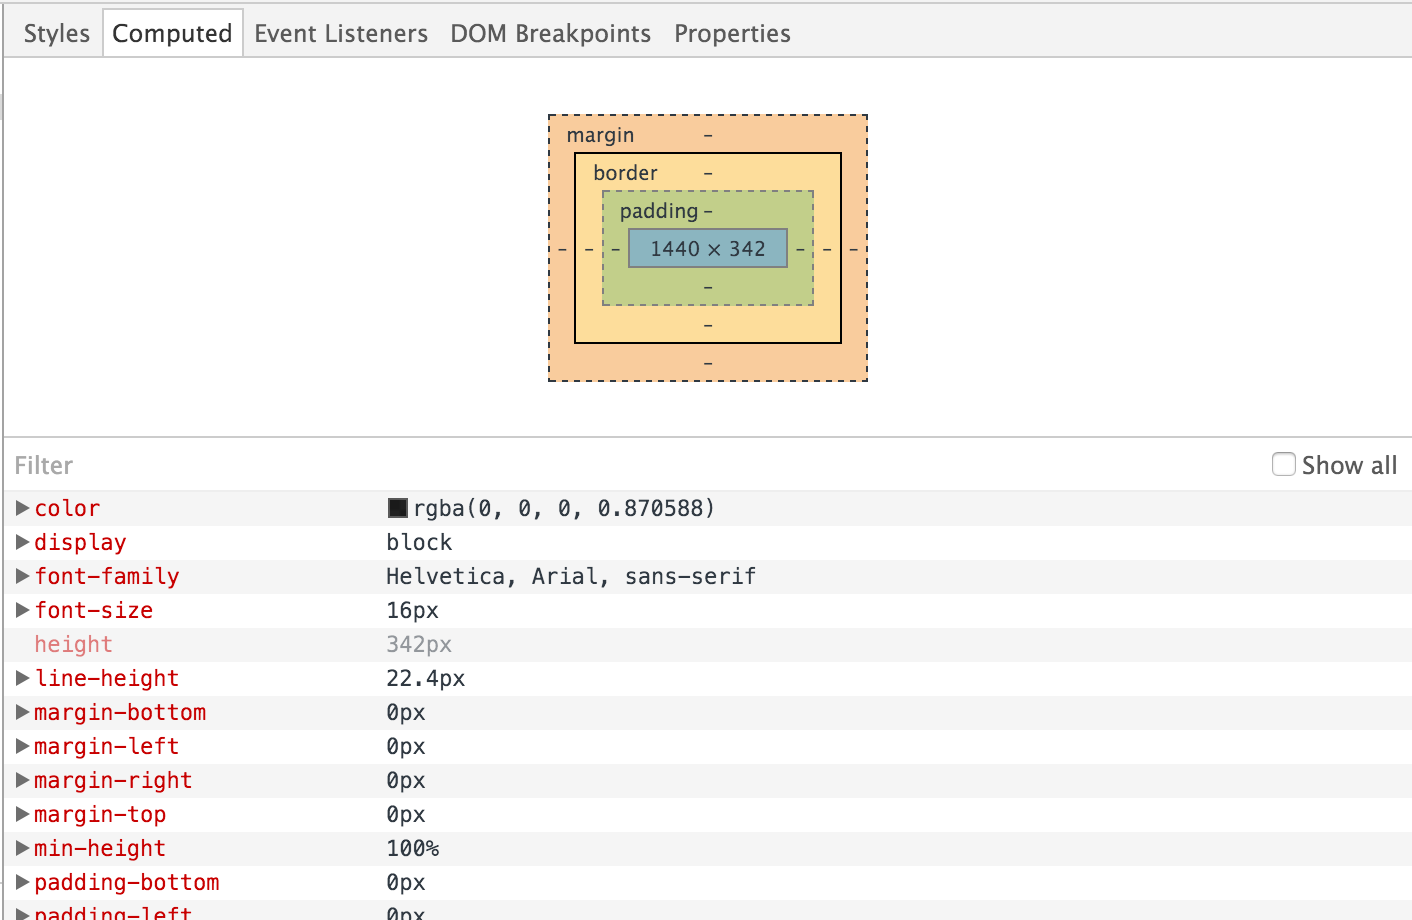 Styles Computed Event Listeners DOM Breakpoints Properties
margin –
border –
padding –
– – – 1440 × 342 – – –
–
–
–
Filter Show all
color rgba(0, 0, 0, 0.870588)
display block
font-family Helvetica, Arial, sans-serif
font-size 16px
height 342px
line-height 22.4px
margin-bottom 0px
margin-left 0px
margin-right 0px
margin-top 0px
min-height 100%
padding-bottom 0px
padding-left 0px